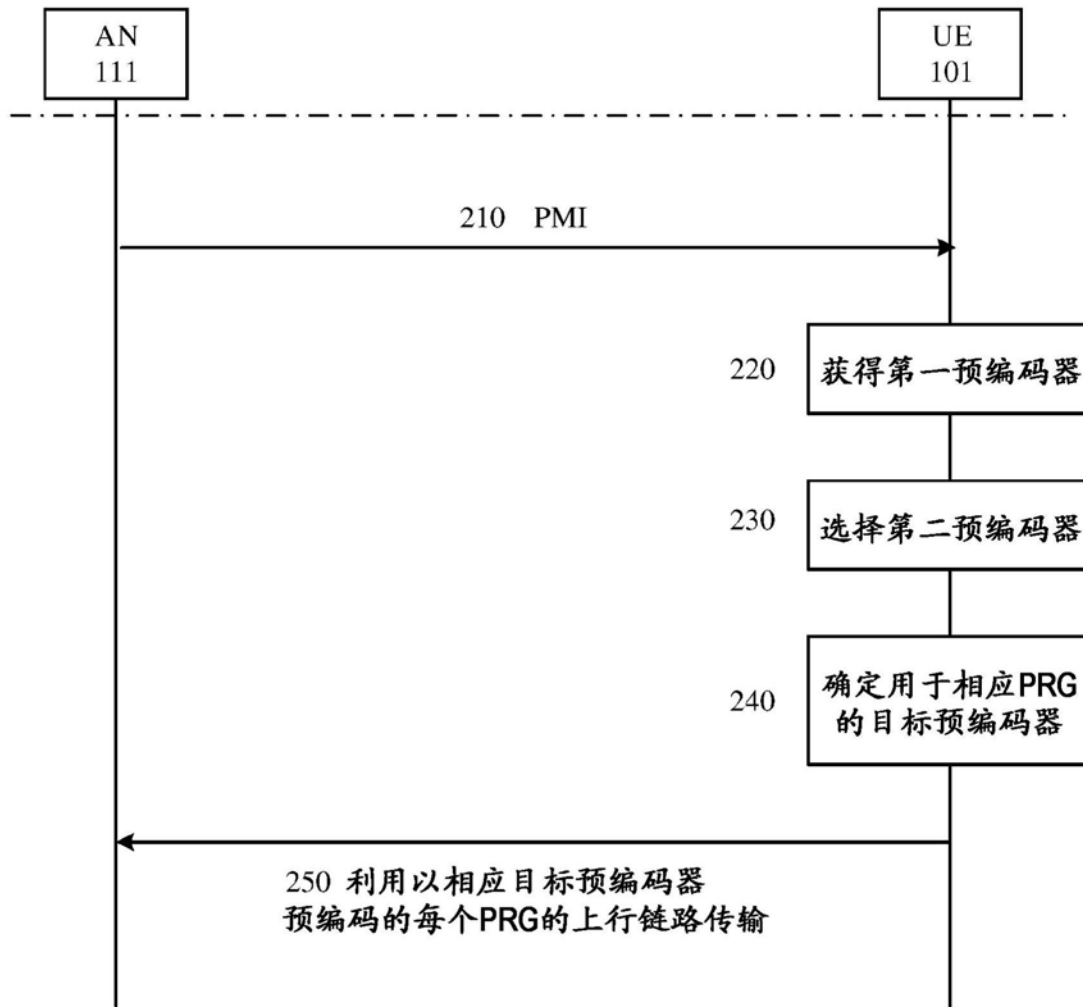 AN
111
UE
101
210 PMI
220
获得第一预编码器
230
选择第二预编码器
240
确定用于相应PRG
的目标预编码器
250 利用以相应目标预编码器
预编码的每个PRG的上行链路传输